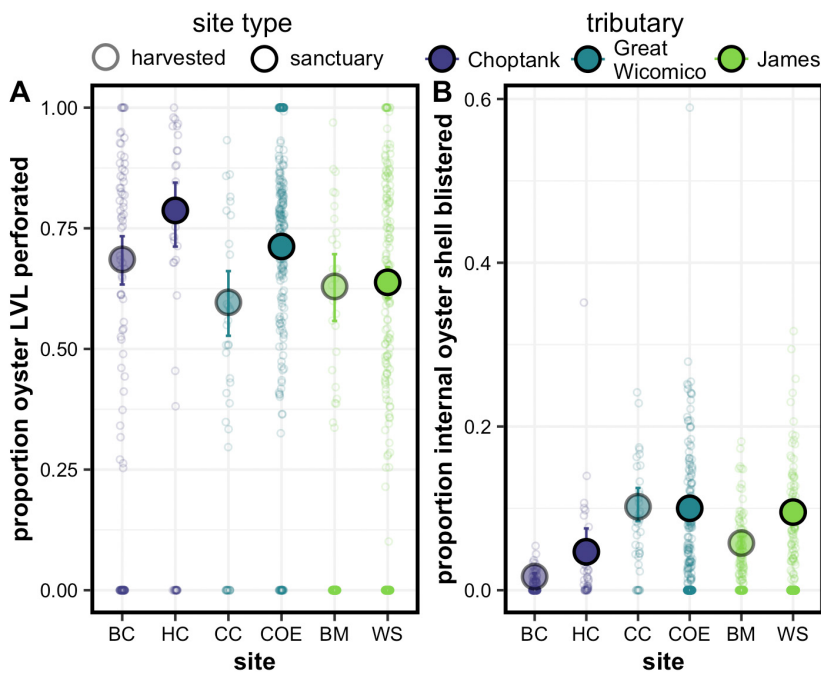 site type
tributary
harvested
sanctuary
Choptank
Great
Wicomico
James
A
B
proportion oyster LVL perforated
1.00
0.75
0.50
0.25
0.00
BC HC CC COE BM WS
site
proportion internal oyster shell blistered
0.6
0.4
0.2
0.0
BC HC CC COE BM WS
site